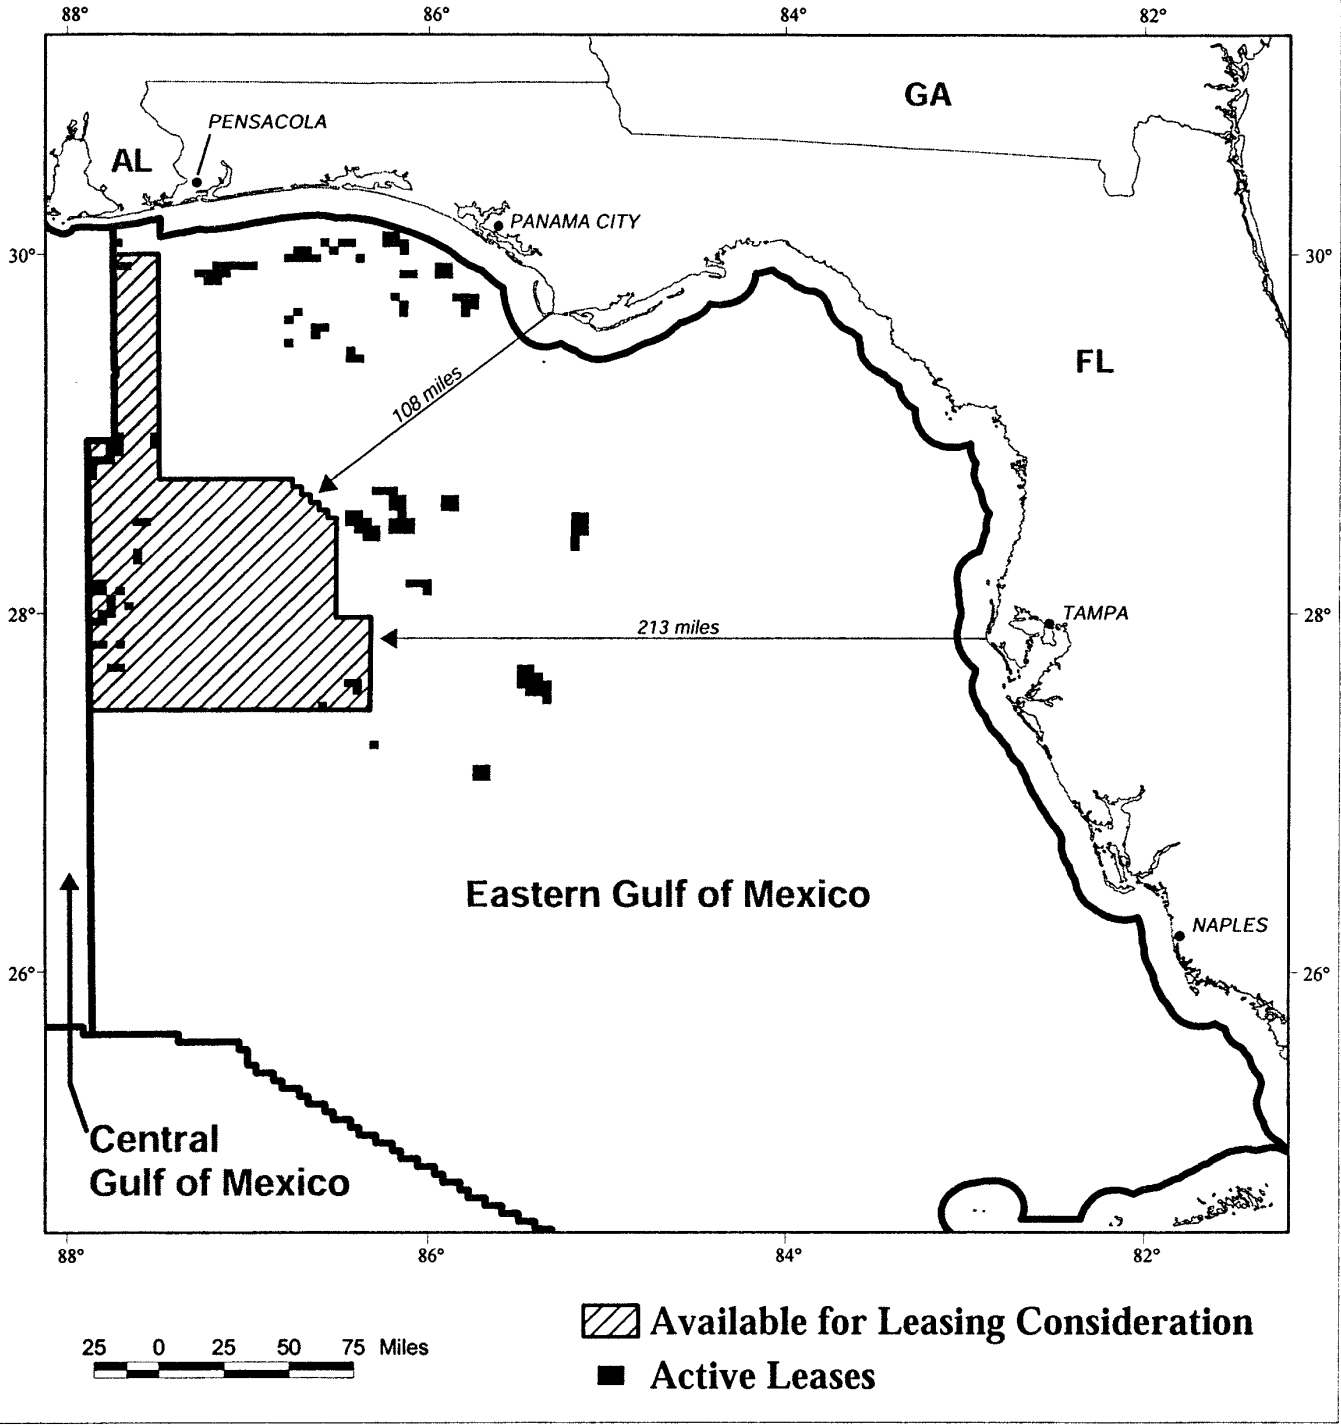 88° 86° 84° 82°
GA
PENSACOLA
AL
PANAMA CITY
30° 30°
FL
108 miles
28° 28°
TAMPA
213 miles
Eastern Gulf of Mexico
NAPLES
26° 26°
Central
Gulf of Mexico
88° 86° 84° 82°
Available for Leasing Consideration
25 0 25 50 75 Miles
Active Leases